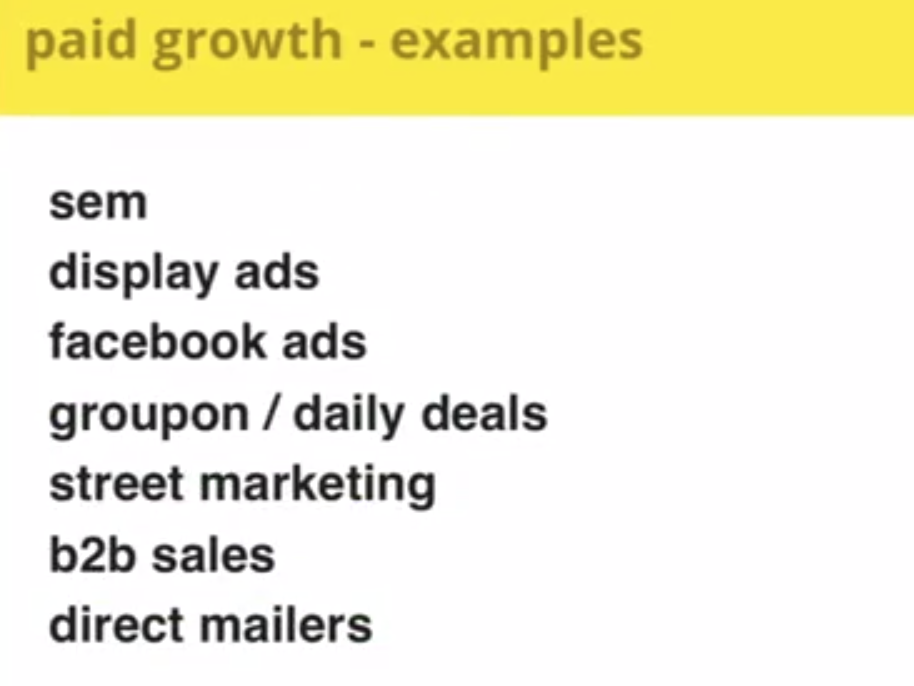 paid growth - examples
sem
display ads
facebook ads
groupon / daily deals
street marketing
b2b sales
direct mailers